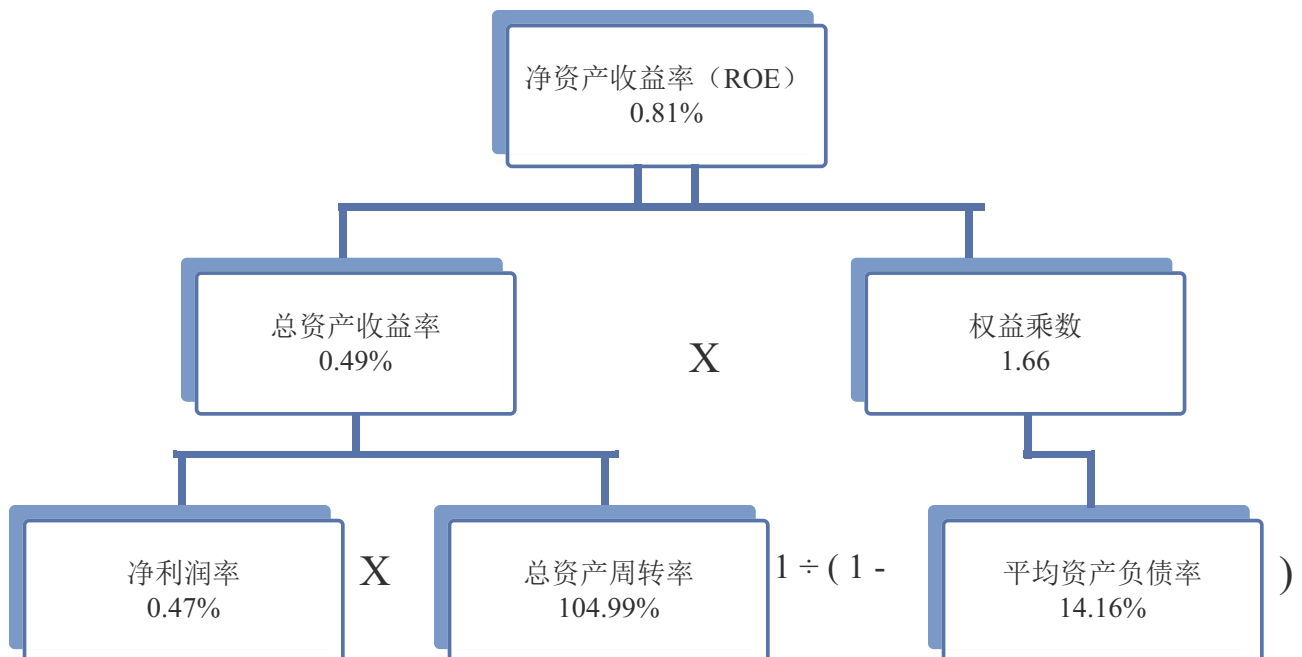 净资产收益率（ROE）
0.81%
总资产收益率
0.49%
X
权益乘数
1.66
净利润率
0.47%
X
总资产周转率
104.99%
1 ÷ ( 1 -
平均资产负债率
14.16%
)